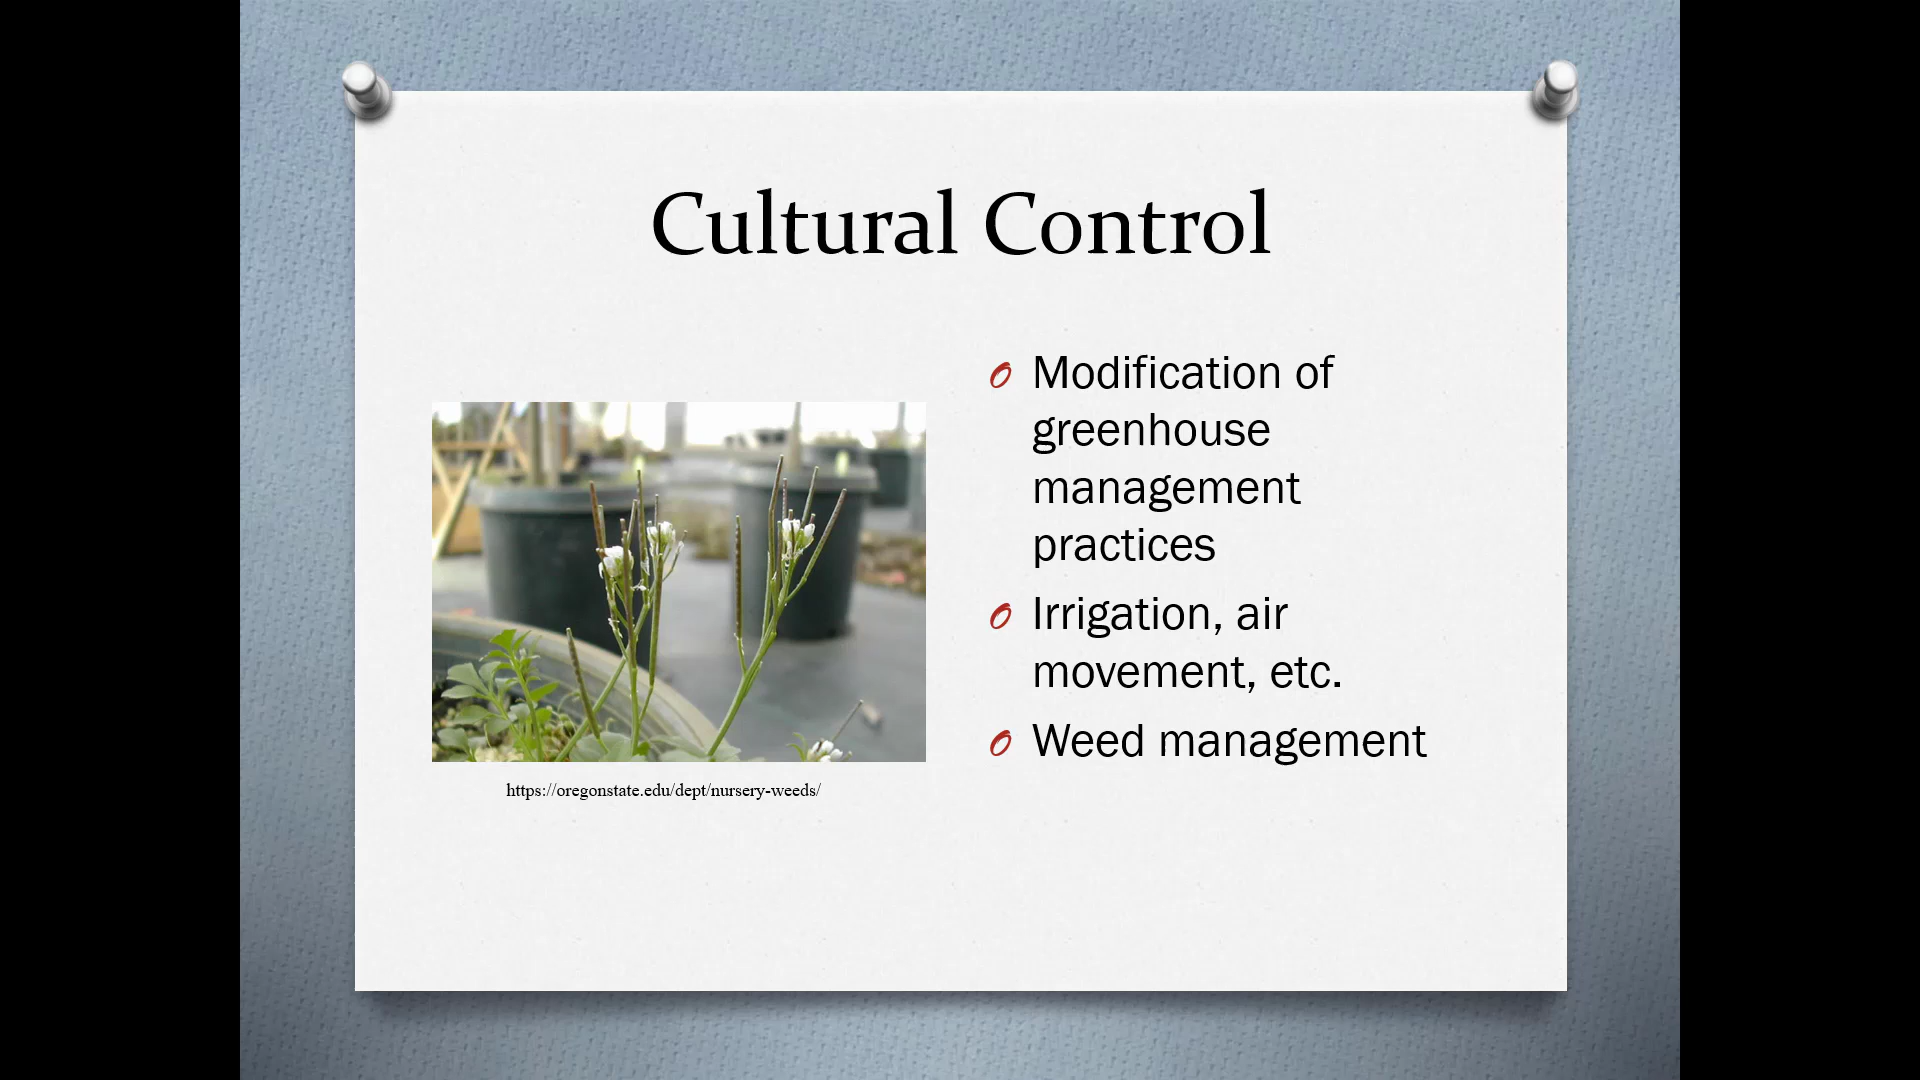 Cultural Control
Modification of
greenhouse
management
practices
Irrigation, air
movement, etc.
Weed management
https://oregonstate.edu/dept/nursery-weeds/